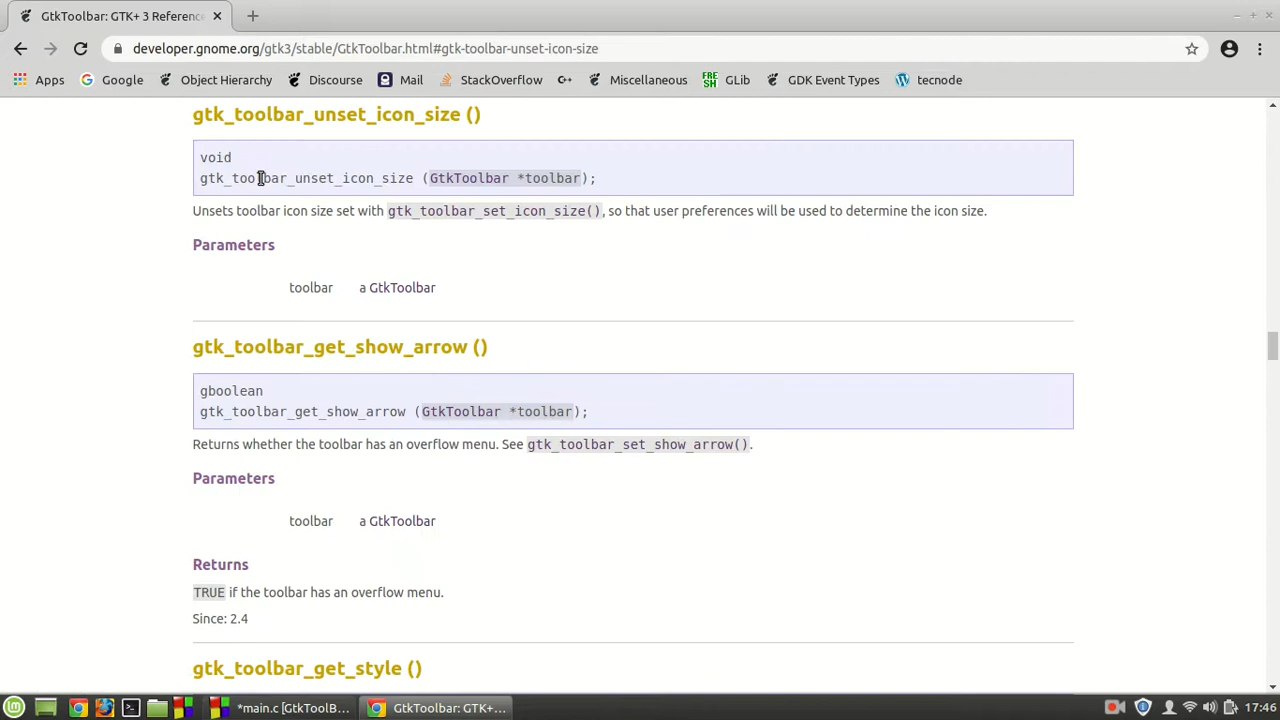 GtkToolbar: GTK+ 3 Reference
developer.gnome.org/gtk3/stable/GtkToolbar.html#gtk-toolbar-unset-icon-size
Apps Google Object Hierarchy Discourse Mail StackOverflow C++ Miscellaneous FRE SH GLib GDK Event Types tecnode
gtk_toolbar_unset_icon_size ()
void
gtk_toolbar_unset_icon_size (GtkToolbar *toolbar);
Unsets toolbar icon size set with gtk_toolbar_set_icon_size(), so that user preferences will be used to determine the icon size.
Parameters
toolbar a GtkToolbar
gtk_toolbar_get_show_arrow ()
gboolean
gtk_toolbar_get_show_arrow (GtkToolbar *toolbar);
Returns whether the toolbar has an overflow menu. See gtk_toolbar_set_show_arrow().
Parameters
toolbar a GtkToolbar
Returns
TRUE if the toolbar has an overflow menu.
Since: 2.4
gtk_toolbar_get_style ()
*main.c [GtkToolB... GtkToolbar: GTK+... 17:46